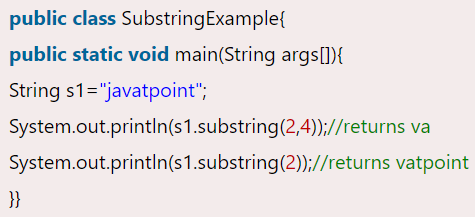 public class SubstringExample{
public static void main(String args[]){
String s1="javatpoint";
System.out.println(s1.substring(2,4));//returns va
System.out.println(s1.substring(2));//returns vatpoint
}}